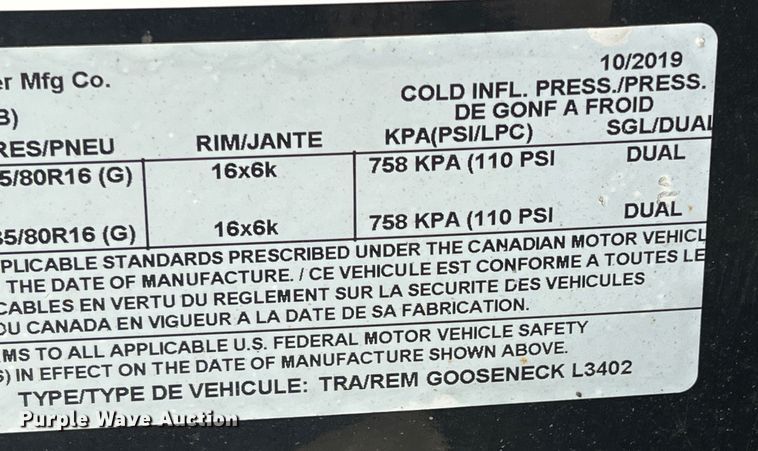 10/2019
er Mfg Co.
COLD INFL. PRESS./PRESS.
B)
DE GONF A FROID
RES/PNEU RIM/JANTE KPA(PSI/LPC) SGL/DUAL
5/80R16 (G) 16x6k 758 KPA (110 PSI DUAL
35/80R16 (G) 16x6k 758 KPA (110 PSI DUAL
PLICABLE STANDARDS PRESCRIBED UNDER THE CANADIAN MOTOR VEHICL
THE DATE OF MANUFACTURE. / CE VEHICULE EST CONFORME A TOUTES LE
CABLES EN VERTU DU REGLEMENT SUR LA SECURITE DES VEHICULES
DU CANADA EN VIGUEUR A LA DATE DE SA FABRICATION.
MS TO ALL APPLICABLE U.S. FEDERAL MOTOR VEHICLE SAFETY
S) IN EFFECT ON THE DATE OF MANUFACTURE SHOWN ABOVE.
TYPE/TYPE DE VEHICULE: TRA/REM GOOSENECK L3402
Purple Wave Auction